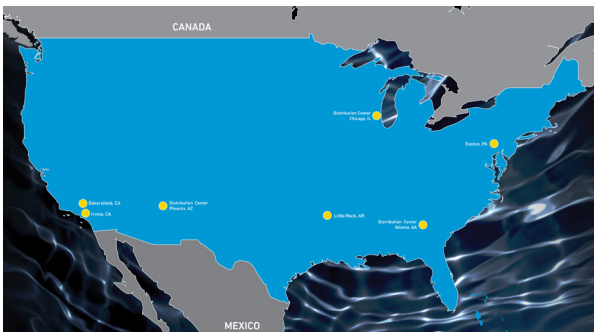 CANADA
Distribution Center
Chicago, IL
Easton, PA
Bakersfield, CA
Irvine, CA
Distribution Center
Phoenix, AZ
Little Rock, AR
Distribution Center
Atlanta, GA
MEXICO